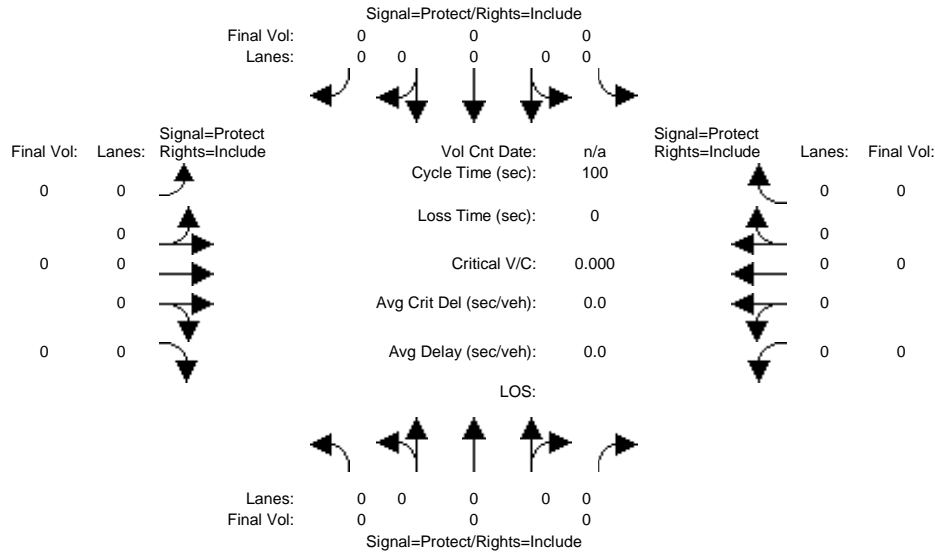 Signal=Protect/Rights=Include
Final Vol: 0 0 0
Lanes: 0 0 0 0 0
Signal=Protect Signal=Protect
Final Vol: Lanes: Rights=Include Vol Cnt Date: n/a Rights=Include Lanes: Final Vol:
Cycle Time (sec): 100
0 0 0 0
Loss Time (sec): 0
0 0
0 0 Critical V/C: 0.000 0 0
0 Avg Crit Del (sec/veh): 0.0 0
0 0 Avg Delay (sec/veh): 0.0 0 0
LOS:
Lanes: 0 0 0 0 0
Final Vol: 0 0 0
Signal=Protect/Rights=Include